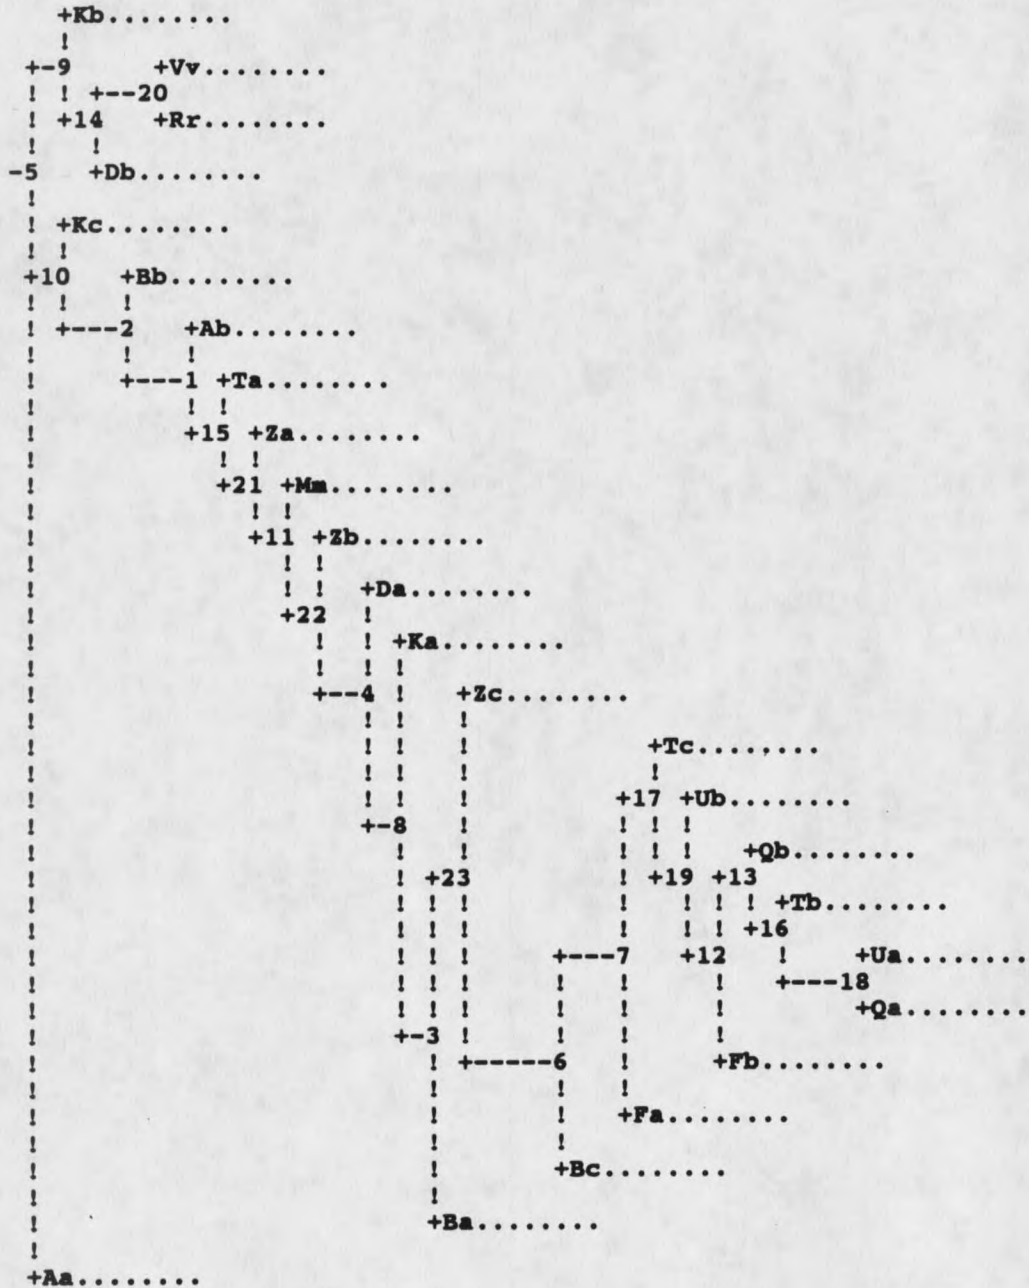 +Kb........
     !
  +-9      +Vv........
  ! ! +--20
  ! +14    +Rr........
  !   !
 -5   +Db........
  !
  ! +Kc........
  ! !
  +10   +Bb........
  ! !   !
  ! +---2   +Ab........
  !     !   !
  !     +---1 +Ta........
  !         ! !
  !         +15 +Za........
  !           ! !
  !           +21 +Mm........
  !             ! !
  !             +11 +Zb........
  !               ! !
  !               ! !  +Da........
  !               +22  !
  !                 !  ! +Ka........
  !                 !  ! !
  !                 +--4 !   +Zc........
  !                    ! !   !
  !                    ! !   !           +Tc........
  !                    ! !   !           !
  !                    ! !   !         +17 +Ub........
  !                    +-8   !         ! ! !
  !                      !   !         ! ! !   +Qb........
  !                      ! +23         ! +19 +13
  !                      ! ! !         !   ! ! ! +Tb........
  !                      ! ! !         !   ! ! +16
  !                      ! ! !     +---7   +12   !    +Ua........
  !                      ! ! !     !   !     !   +---18
  !                      ! ! !     !   !     !        +Qa........
  !                      +-3 !     !   !     !
  !                        ! +-----6   !     +Fb........
  !                        !       !   !
  !                        !       !   +Fa........
  !                        !       !
  !                        !       +Bc........
  !                        !
  !                        +Ba........
  !
  !
  +Aa........